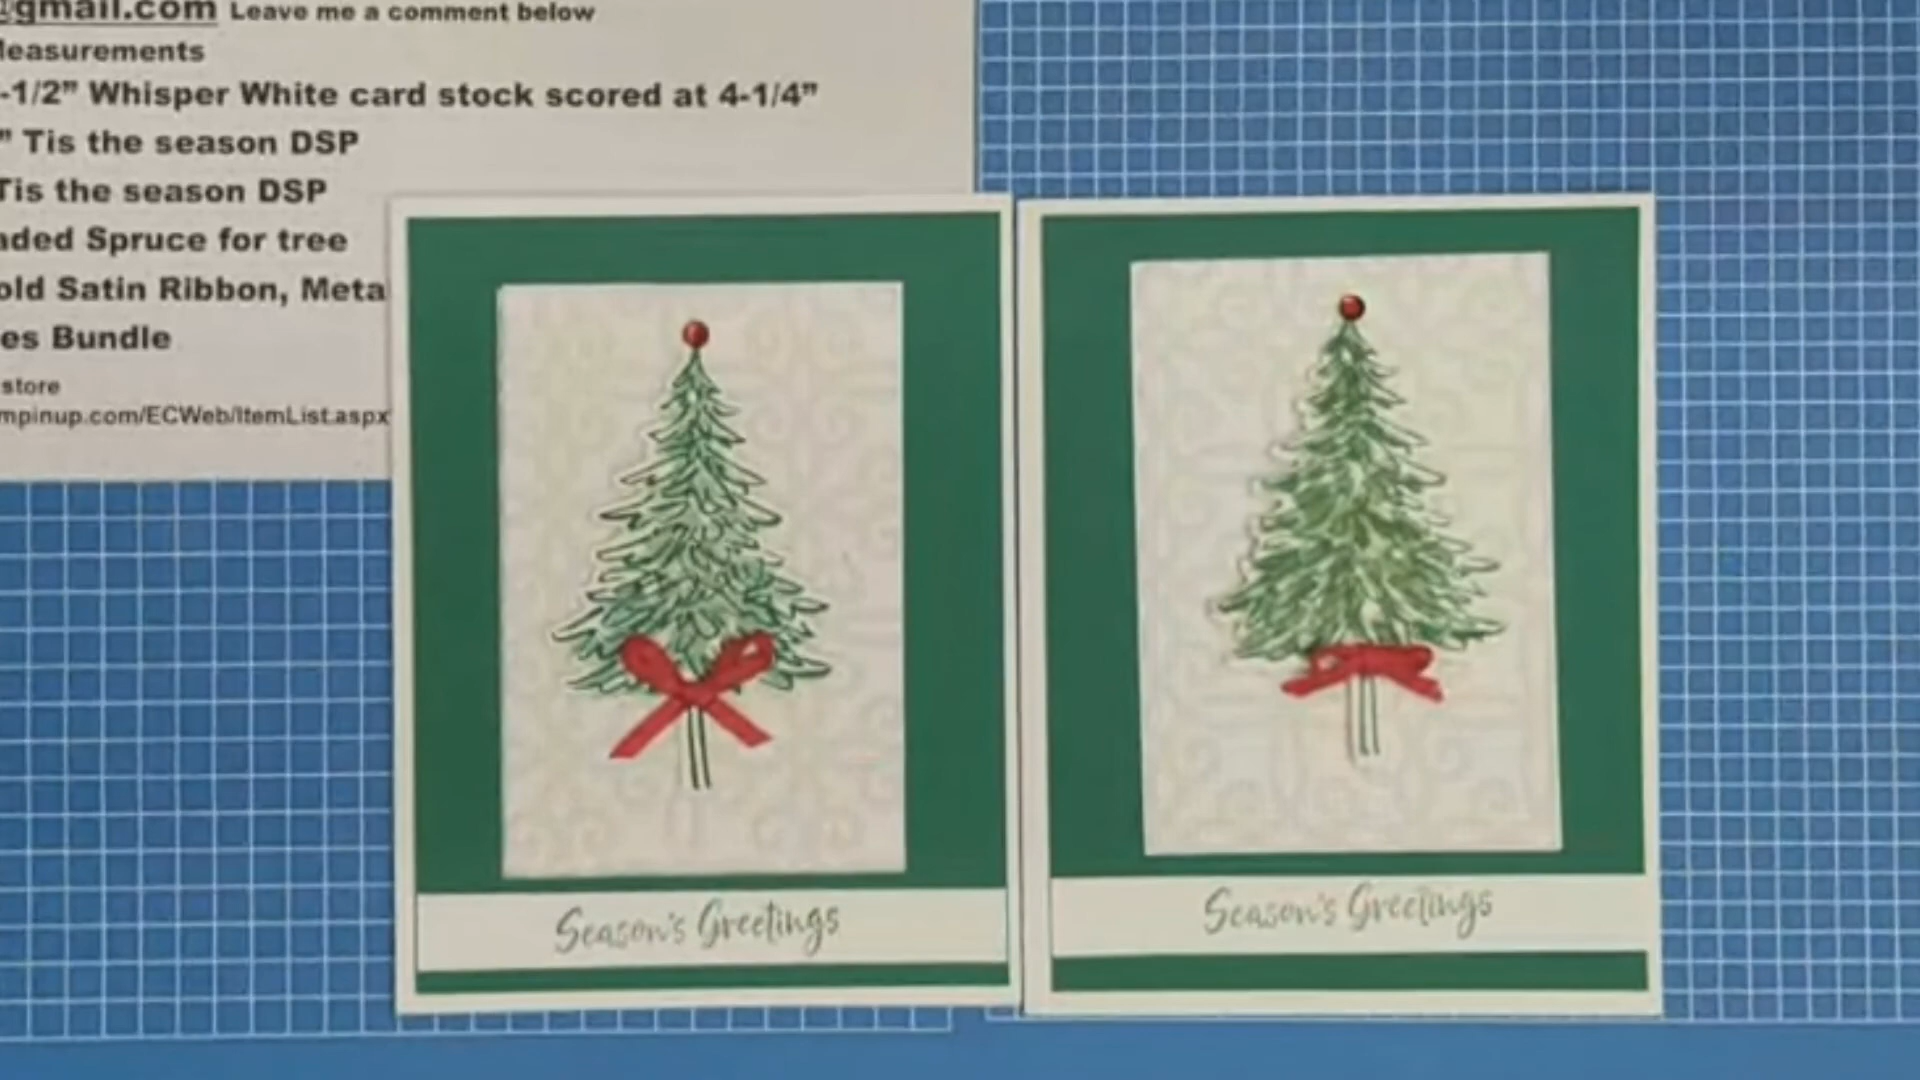 @gmail.com Leave me a comment below
Measurements
-1/2” Whisper White card stock scored at 4-1/4”
” Tis the season DSP
Tis the season DSP
aded Spruce for tree
old Satin Ribbon, Meta
es Bundle
store
mpinup.com/ECWeb/ItemList.aspx
Season's Greetings
Season's Greetings